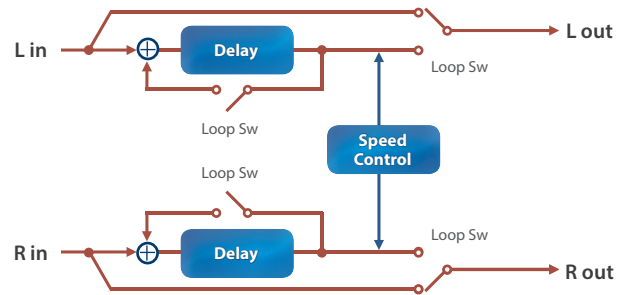 L in
Delay
L out
Loop Sw
Loop Sw
Speed
Control
Loop Sw
Loop Sw
R in
Delay
R out